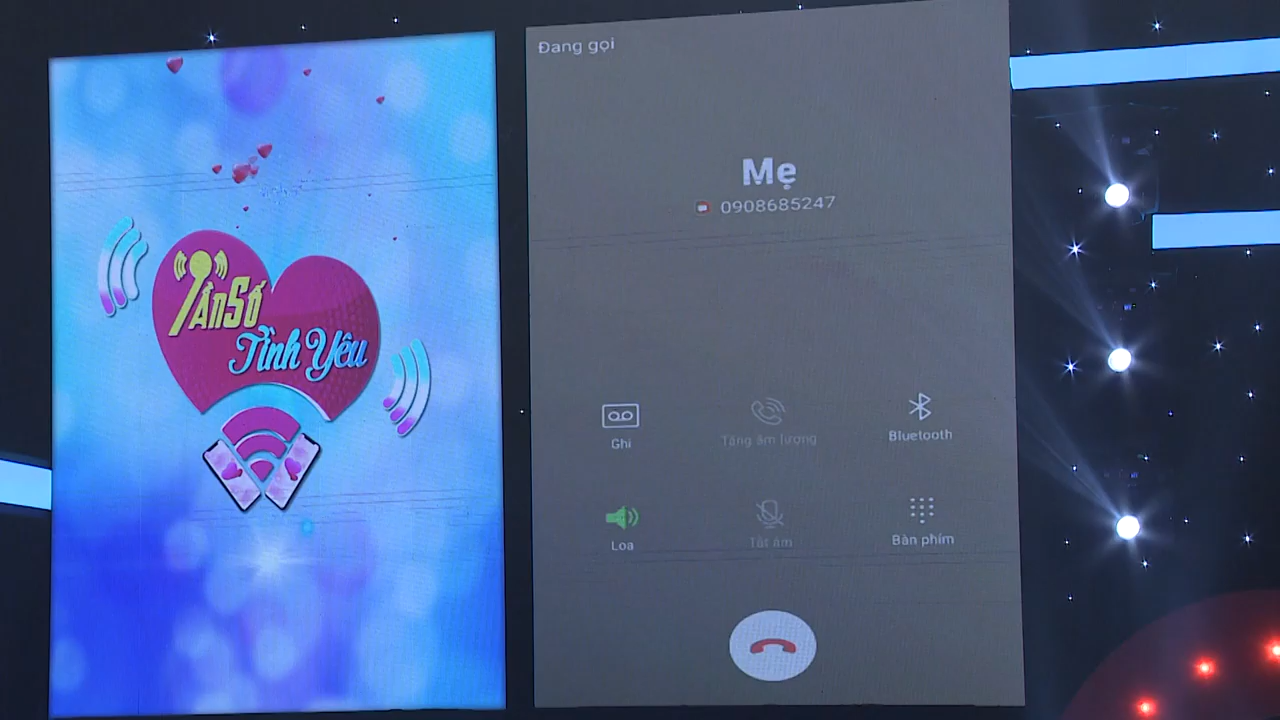 Tần Số
Tình Yêu
Đang gọi
Mẹ
0908685247
Ghi
Tăng âm lượng
Bluetooth
Loa
Tắt âm
Bàn phím